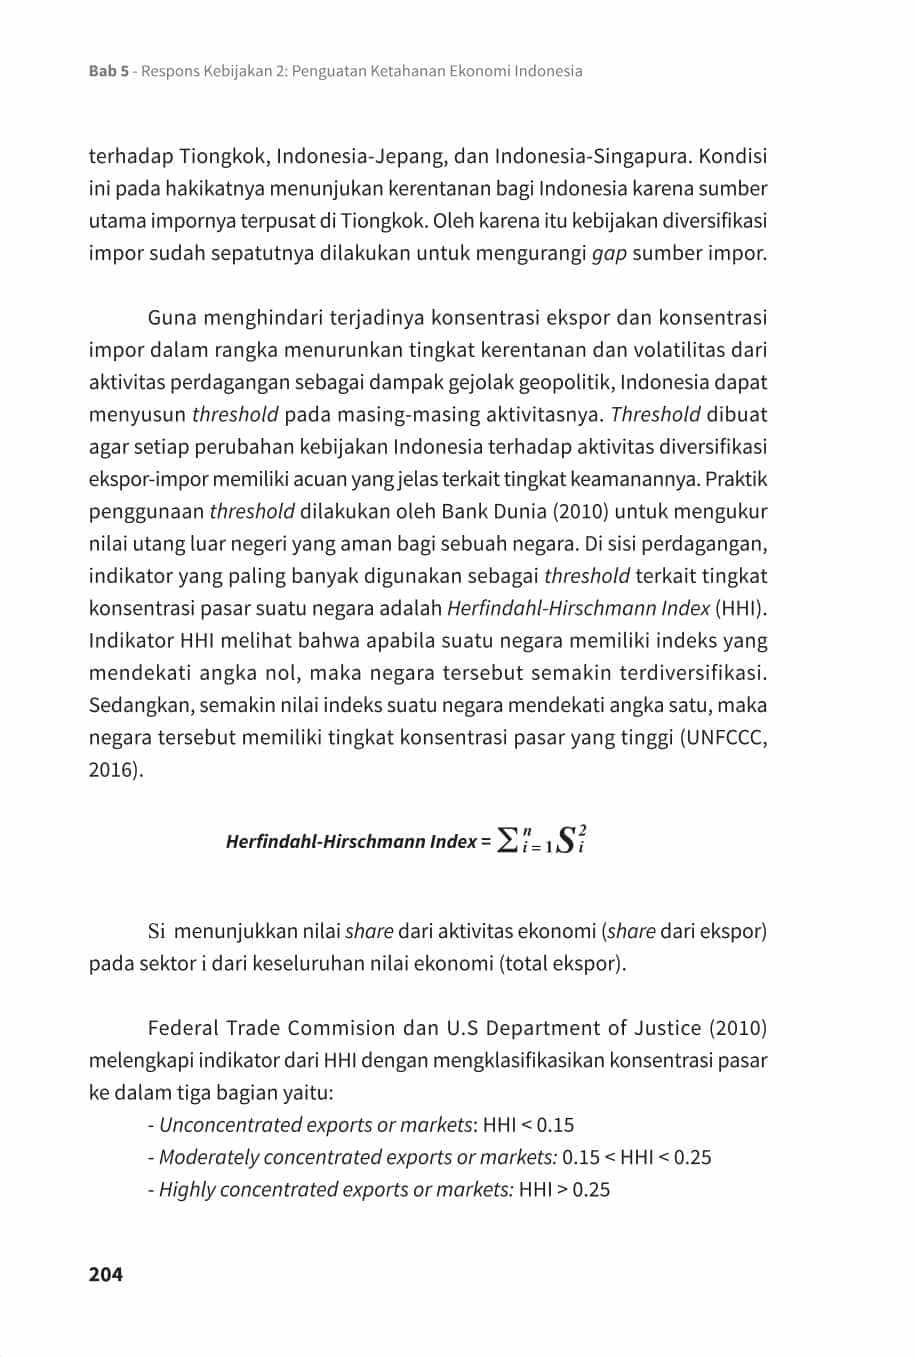 Bab 5 - Respons Kebijakan 2: Penguatan Ketahanan Ekonomi Indonesia
terhadap Tiongkok, Indonesia-Jepang, dan Indonesia-Singapura. Kondisi
ini pada hakikatnya menunjukan kerentanan bagi Indonesia karena sumber
utama impornya terpusat di Tiongkok. Oleh karena itu kebijakan diversifikasi
impor sudah sepatutnya dilakukan untuk mengurangi gap sumber impor.
Guna menghindari terjadinya konsentrasi ekspor dan konsentrasi
impor dalam rangka menurunkan tingkat kerentanan dan volatilitas dari
aktivitas perdagangan sebagai dampak gejolak geopolitik, Indonesia dapat
menyusun threshold pada masing-masing aktivitasnya. Threshold dibuat
agar setiap perubahan kebijakan Indonesia terhadap aktivitas diversifikasi
ekspor-impor memiliki acuan yang jelas terkait tingkat keamanannya. Praktik
penggunaan threshold dilakukan oleh Bank Dunia (2010) untuk mengukur
nilai utang luar negeri yang aman bagi sebuah negara. Di sisi perdagangan,
indikator yang paling banyak digunakan sebagai threshold terkait tingkat
konsentrasi pasar suatu negara adalah Herfindahl-Hirschmann Index (HHI).
Indikator HHI melihat bahwa apabila suatu negara memiliki indeks yang
mendekati angka nol, maka negara tersebut semakin terdiversifikasi.
Sedangkan, semakin nilai indeks suatu negara mendekati angka satu, maka
negara tersebut memiliki tingkat konsentrasi pasar yang tinggi (UNFCCC,
2016).
Herfindahl-Hirschmann Index = ∑ⁿᵢ₌₁Sᵢ²
Si menunjukkan nilai share dari aktivitas ekonomi (share dari ekspor)
pada sektor i dari keseluruhan nilai ekonomi (total ekspor).
Federal Trade Commision dan U.S Department of Justice (2010)
melengkapi indikator dari HHI dengan mengklasifikasikan konsentrasi pasar
ke dalam tiga bagian yaitu:
- Unconcentrated exports or markets: HHI < 0.15
- Moderately concentrated exports or markets: 0.15 < HHI < 0.25
- Highly concentrated exports or markets: HHI > 0.25
204